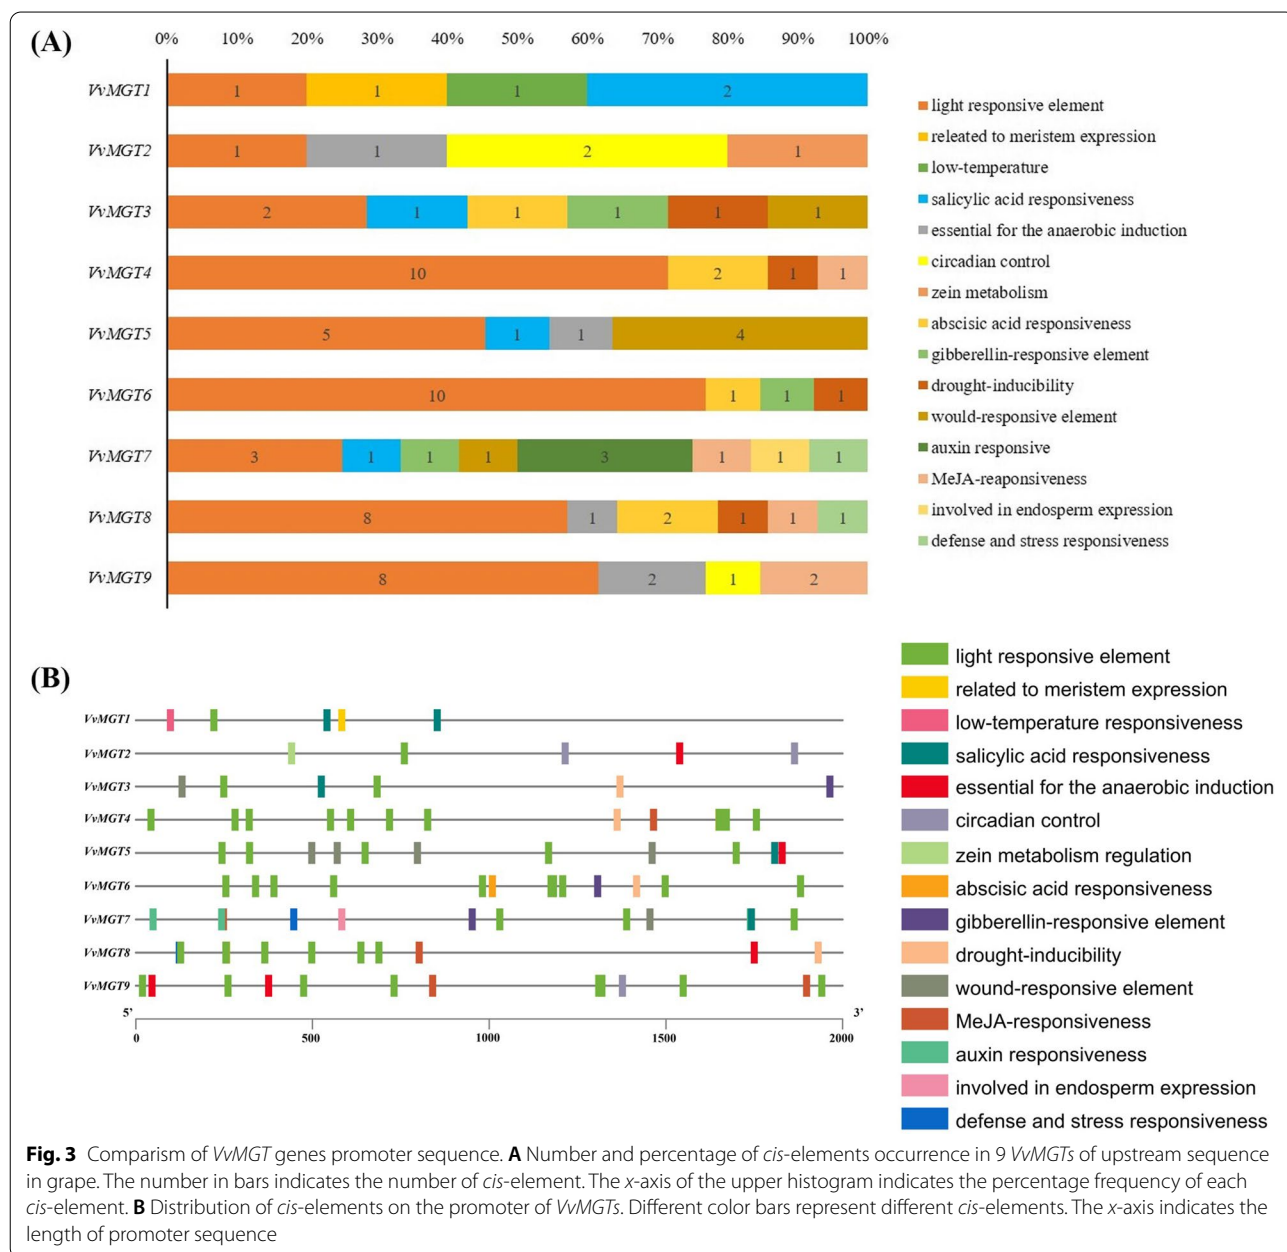 (A)
0% 10% 20% 30% 40% 50% 60% 70% 80% 90% 100%
VvMGT1 1 1 1 2
VvMGT2 1 1 2 1
VvMGT3 2 1 1 1 1 1
VvMGT4 10 2 1 1
VvMGT5 5 1 1 4
VvMGT6 10 1 1 1
VvMGT7 3 1 1 1 3 1 1 1
VvMGT8 8 1 2 1 1 1
VvMGT9 8 2 1 2
light responsive element
releated to meristem expression
low-temperature
salicylic acid responsiveness
essential for the anaerobic induction
circadian control
zein metabolism
abscisic acid responsiveness
gibberellin-responsive element
drought-inducibility
would-responsive element
auxin responsive
MeJA-reaponsiveness
involved in endosperm expression
defense and stress responsiveness
(B)
VvMGT1
VvMGT2
VvMGT3
VvMGT4
VvMGT5
VvMGT6
VvMGT7
VvMGT8
VvMGT9
5’ 3’
0 500 1000 1500 2000
light responsive element
related to meristem expression
low-temperature responsiveness
salicylic acid responsiveness
essential for the anaerobic induction
circadian control
zein metabolism regulation
abscisic acid responsiveness
gibberellin-responsive element
drought-inducibility
wound-responsive element
MeJA-responsiveness
auxin responsiveness
involved in endosperm expression
defense and stress responsiveness
Fig. 3 Comparism of VvMGT genes promoter sequence. A Number and percentage of cis-elements occurrence in 9 VvMGTs of upstream sequence
in grape. The number in bars indicates the number of cis-element. The x-axis of the upper histogram indicates the percentage frequency of each
cis-element. B Distribution of cis-elements on the promoter of VvMGTs. Different color bars represent different cis-elements. The x-axis indicates the
length of promoter sequence